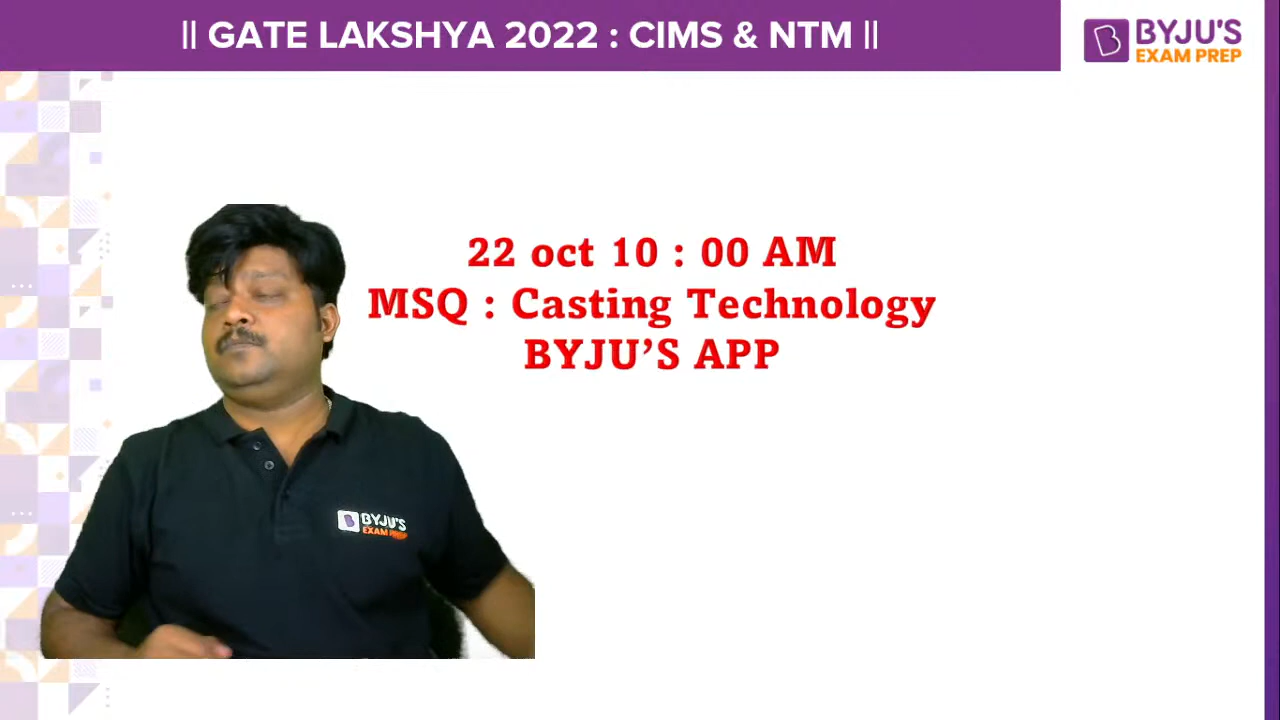 || GATE LAKSHYA 2022 : CIMS & NTM ||
BYJU'S
EXAM PREP
22 oct 10 : 00 AM
MSQ : Casting Technology
BYJU’S APP
BYJU'S
EXAM PREP